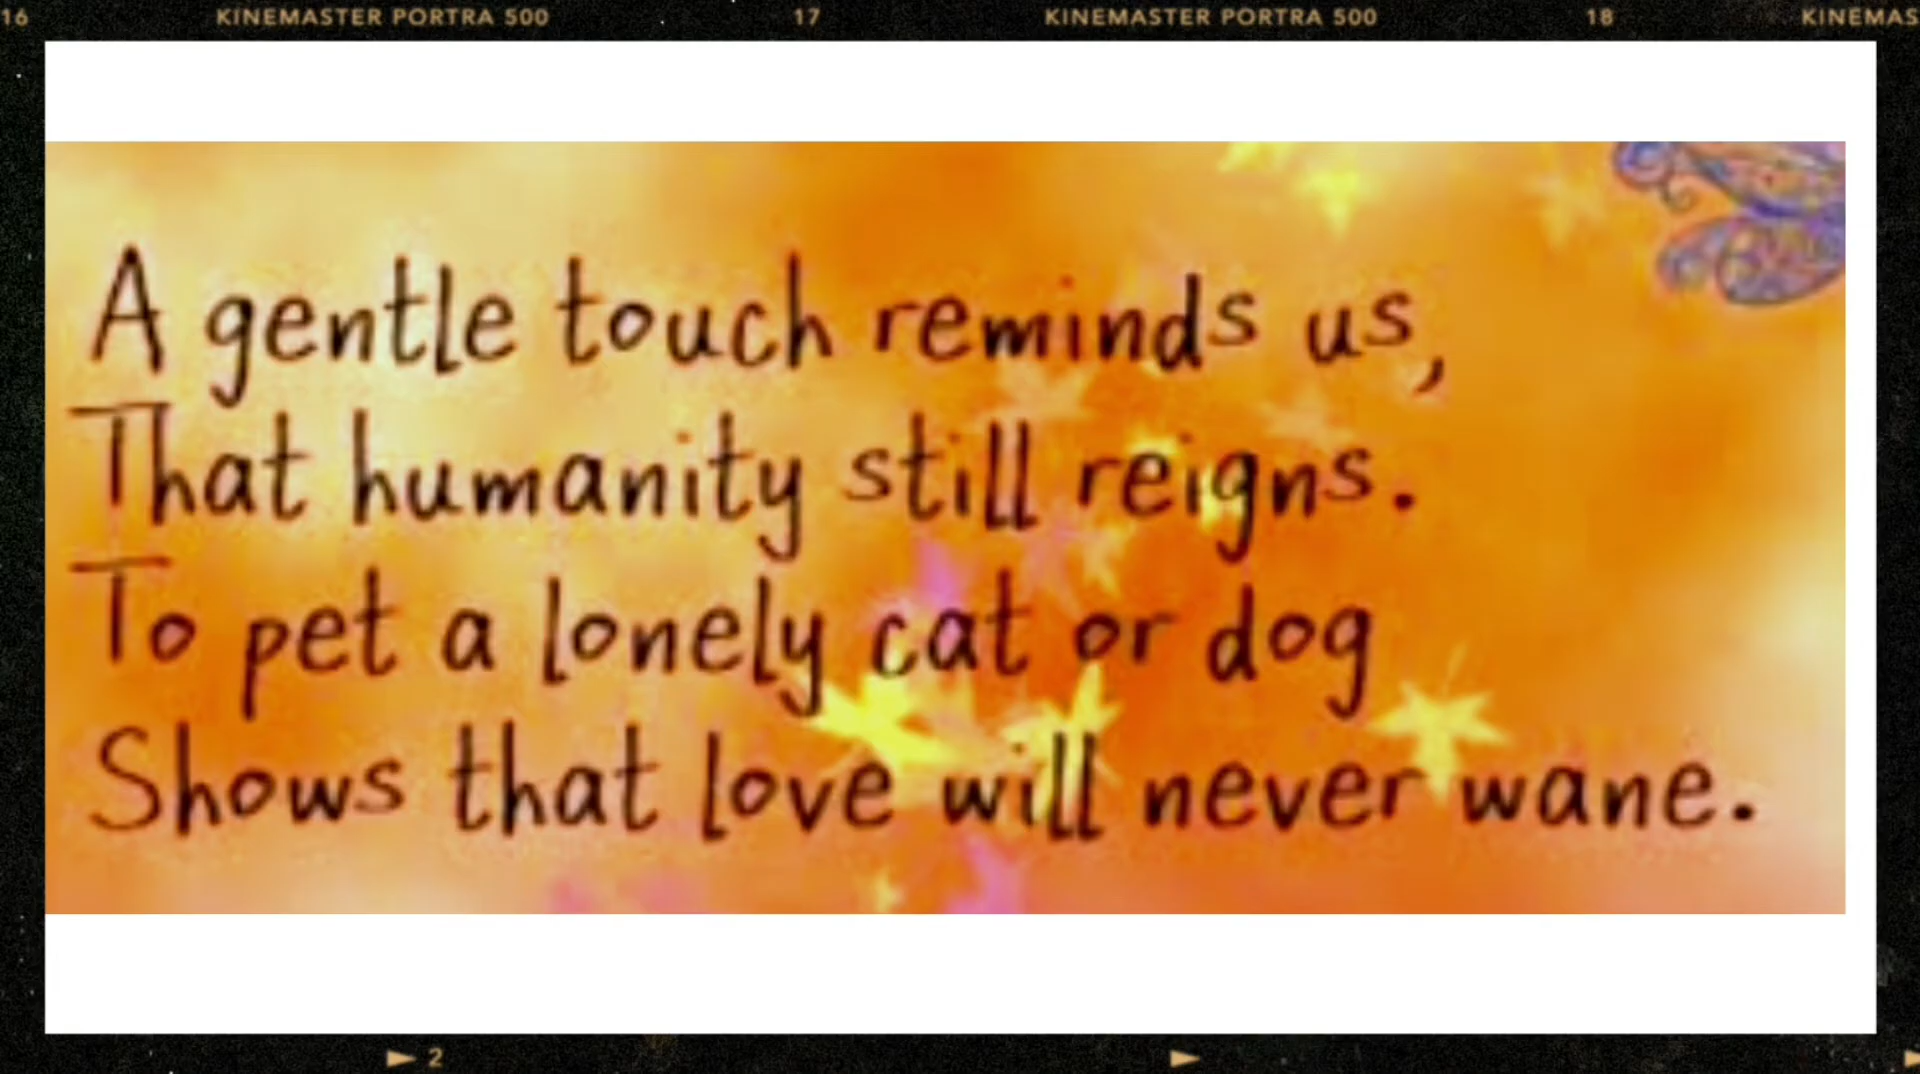 16 KINEMASTER PORTRA 500 17 KINEMASTER PORTRA 500 18 KINEMAS
A gentle touch reminds us,
That humanity still reigns.
To pet a lonely cat or dog
Shows that love will never wane.
2